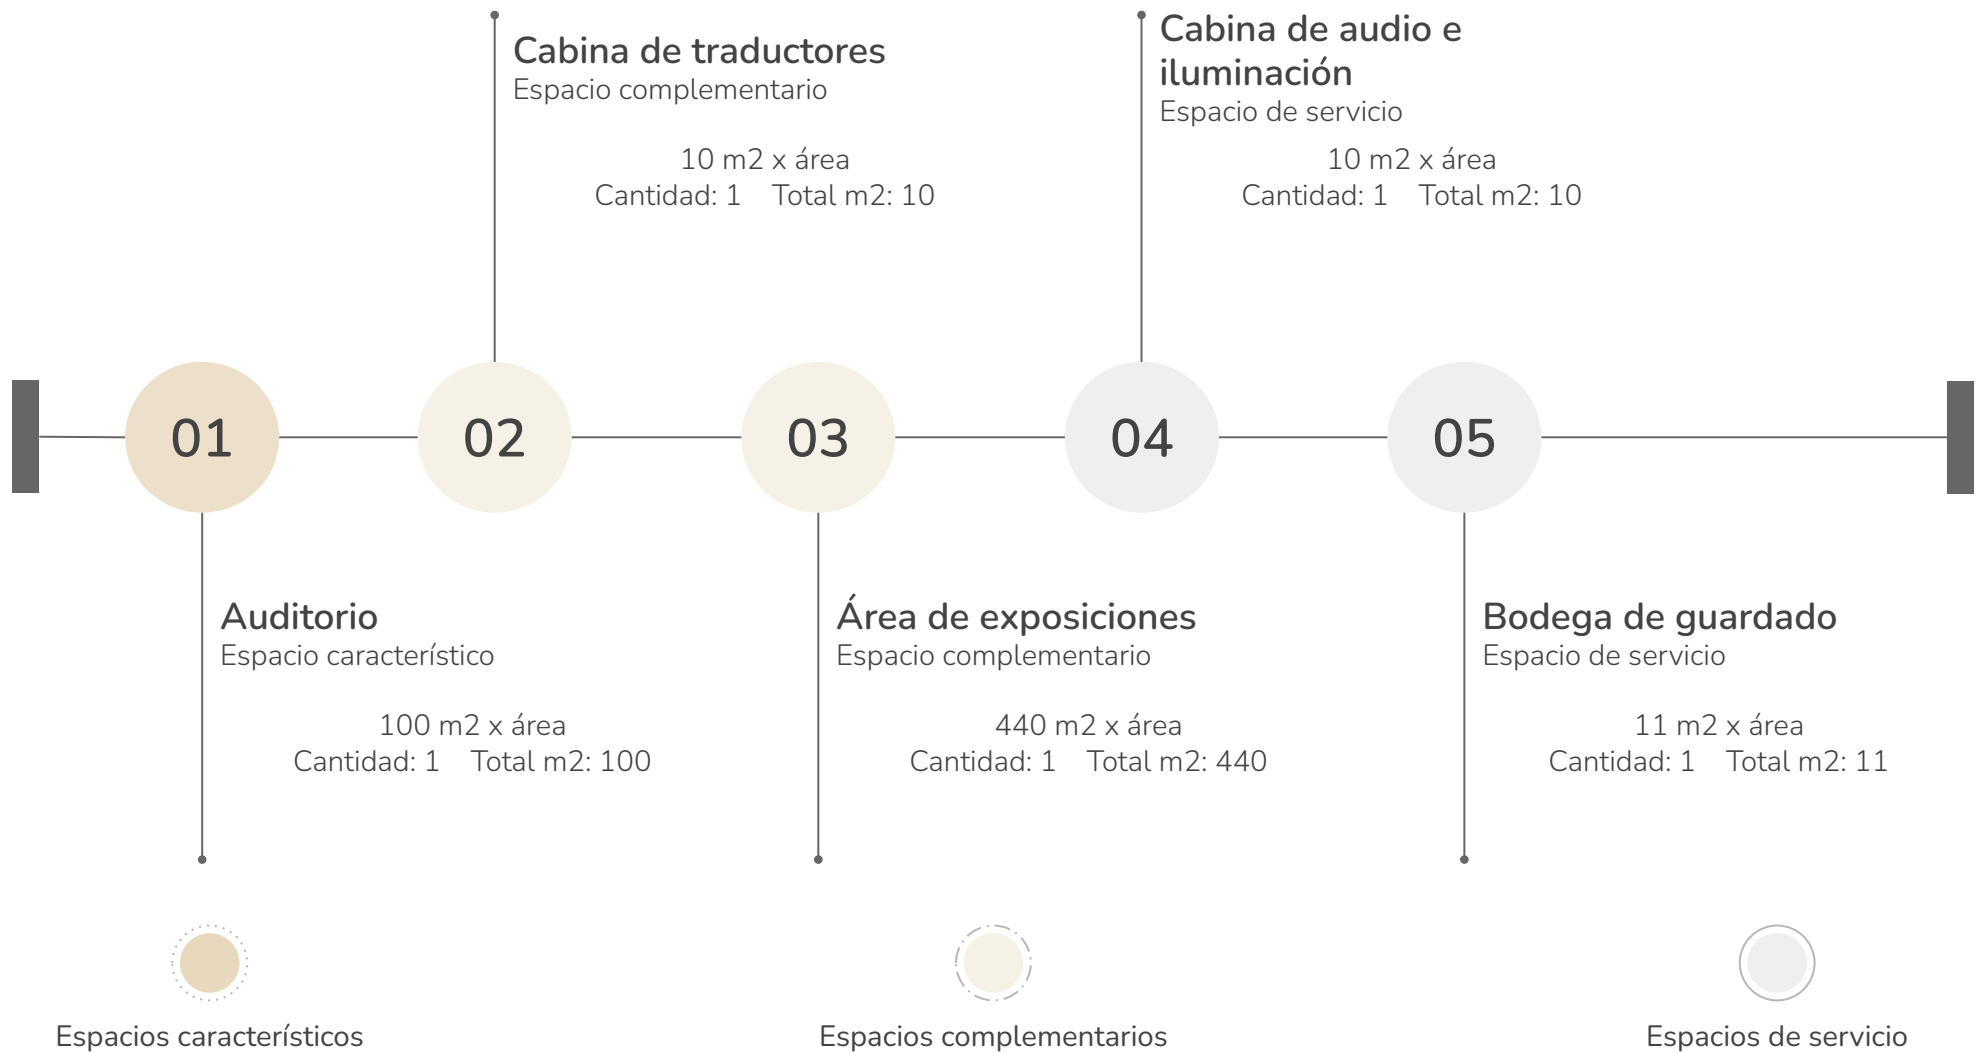 Cabina de traductores
Espacio complementario
10 m2 x área
Cantidad: 1 Total m2: 10
Cabina de audio e
iluminación
Espacio de servicio
10 m2 x área
Cantidad: 1 Total m2: 10
01
02
03
04
05
Auditorio
Espacio característico
100 m2 x área
Cantidad: 1 Total m2: 100
Área de exposiciones
Espacio complementario
440 m2 x área
Cantidad: 1 Total m2: 440
Bodega de guardado
Espacio de servicio
11 m2 x área
Cantidad: 1 Total m2: 11
Espacios característicos
Espacios complementarios
Espacios de servicio